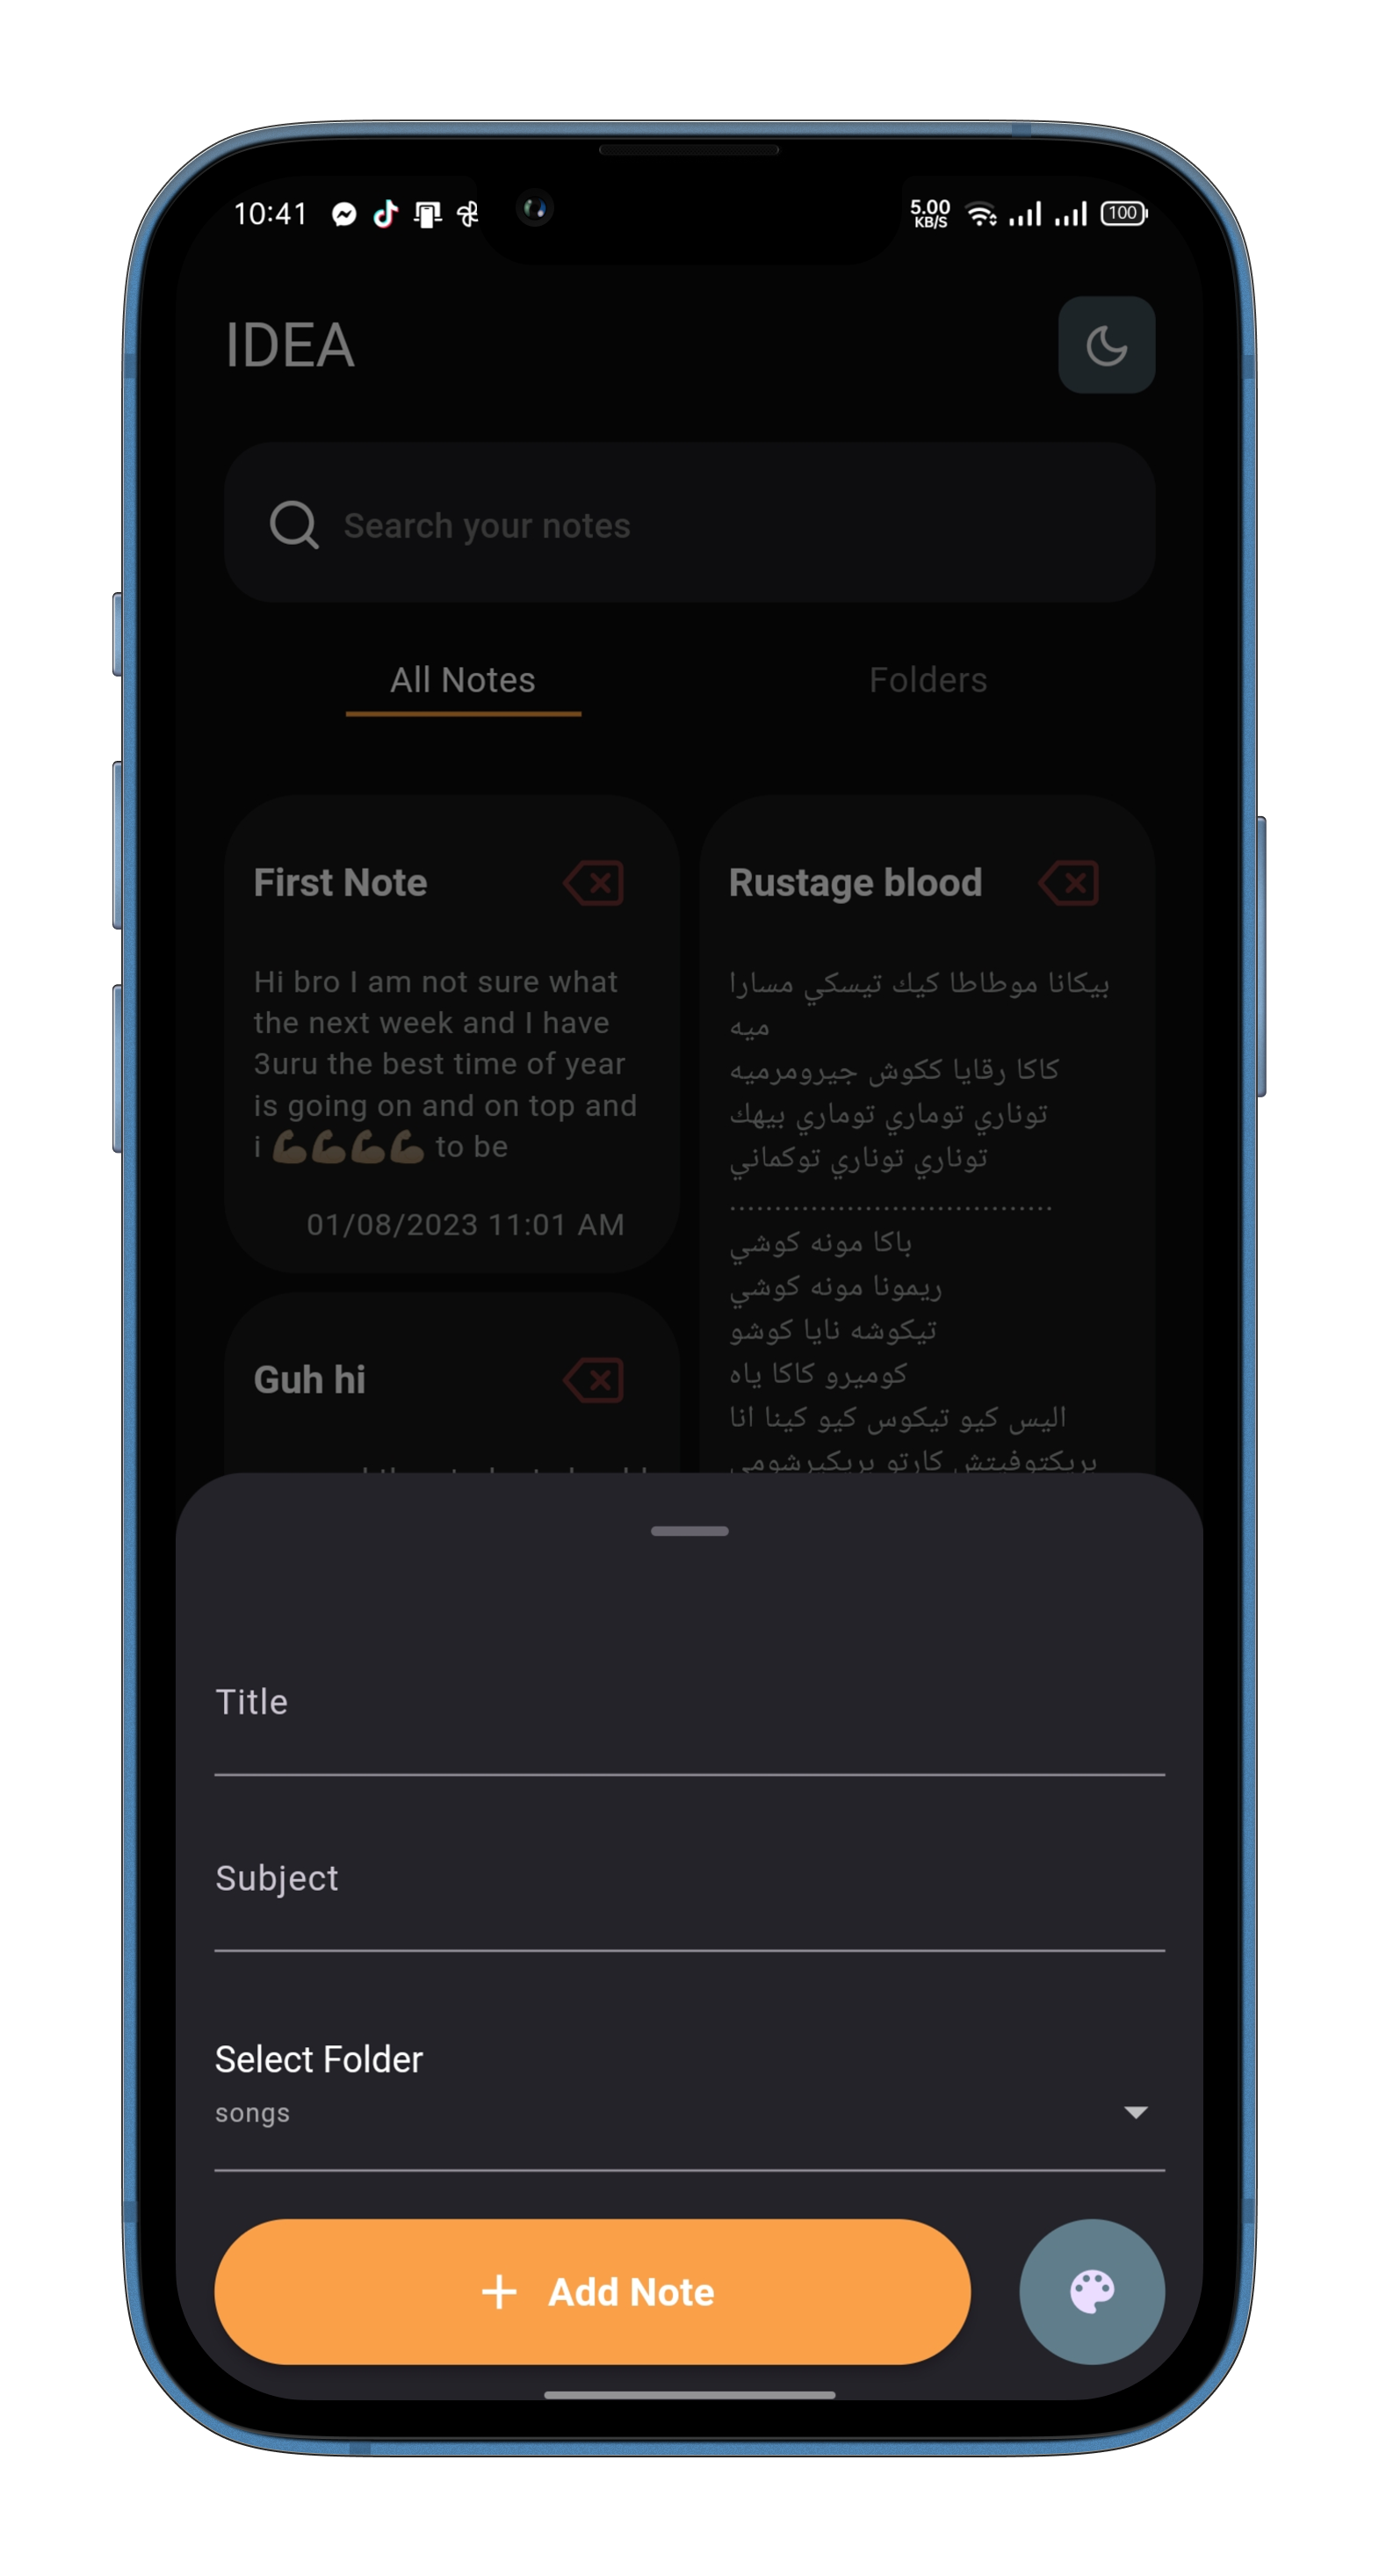 10:41
5.00
KB/S
100
IDEA
Search your notes
All Notes
Folders
First Note
Hi bro I am not sure what
the next week and I have
3uru the best time of year
is going on and on top and
i 💪💪💪💪 to be
01/08/2023 11:01 AM
Guh hi
Rustage blood
بيكانا موطاطا كيك تيسكي مسارا
ميه
كاكا رقايا ككوش جيرومرميه
توناري توماري توماري بيهك
توناري توناري توكماني
....................................
باكا مونه كوشي
ريمونا مونه كوشي
تيكوشه نايا كوشو
كوميرو كاكا ياه
اليس كيو تيكوس كيو كينا انا
Title
Subject
Select Folder
songs
Add Note